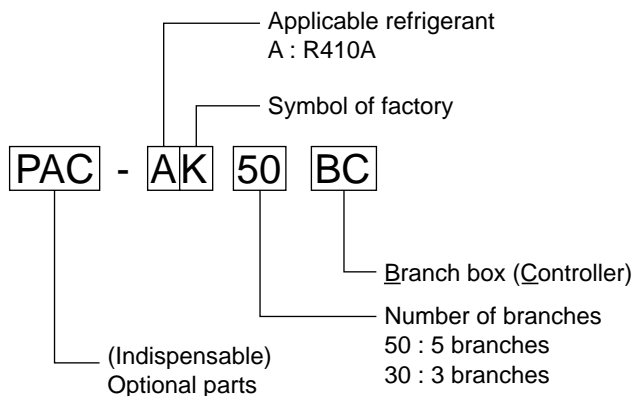 Applicable refrigerant
A : R410A
Symbol of factory
PAC - AK 50 BC
Branch box (Controller)
Number of branches
50 : 5 branches
30 : 3 branches
(Indispensable)
Optional parts